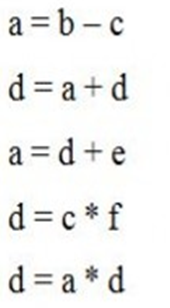 a = b – c
d = a + d
a = d + e
d = c * f
d = a * d